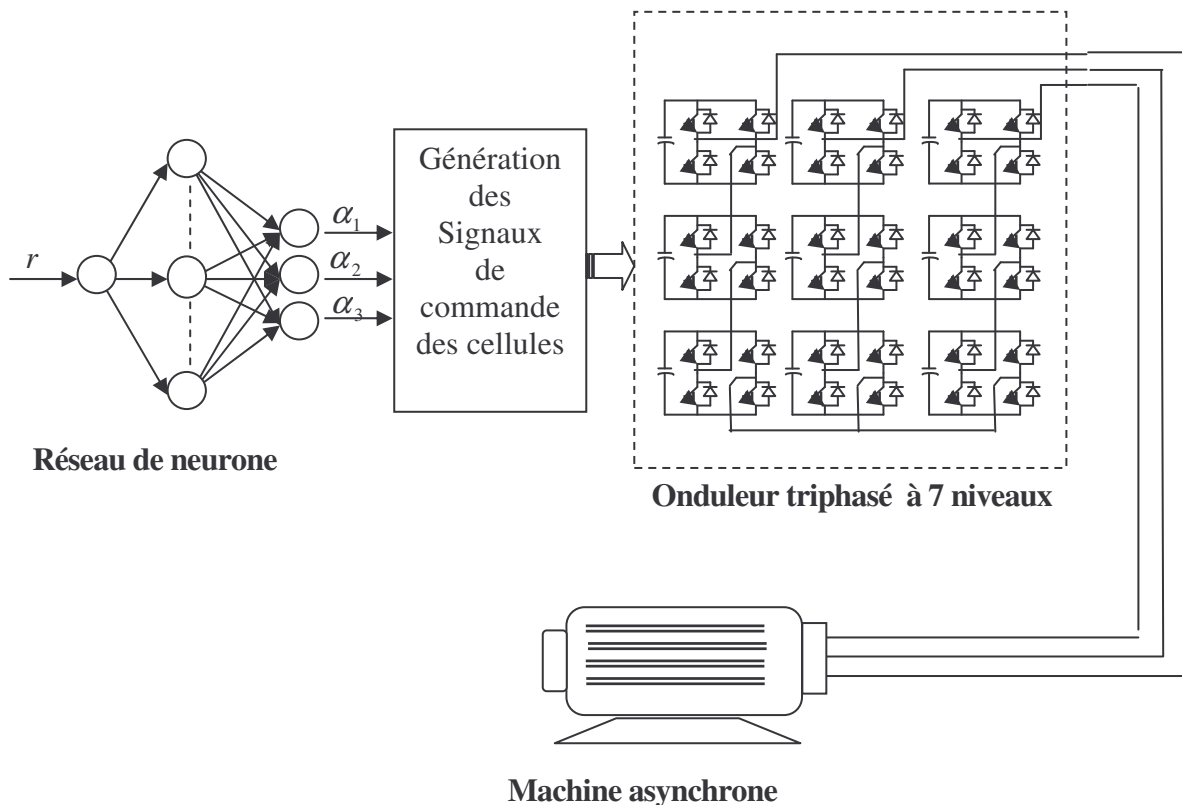 r
α₁
α₂
α₃
Génération
des
Signaux
de
commande
des cellules
Réseau de neurone
Onduleur triphasé à 7 niveaux
Machine asynchrone